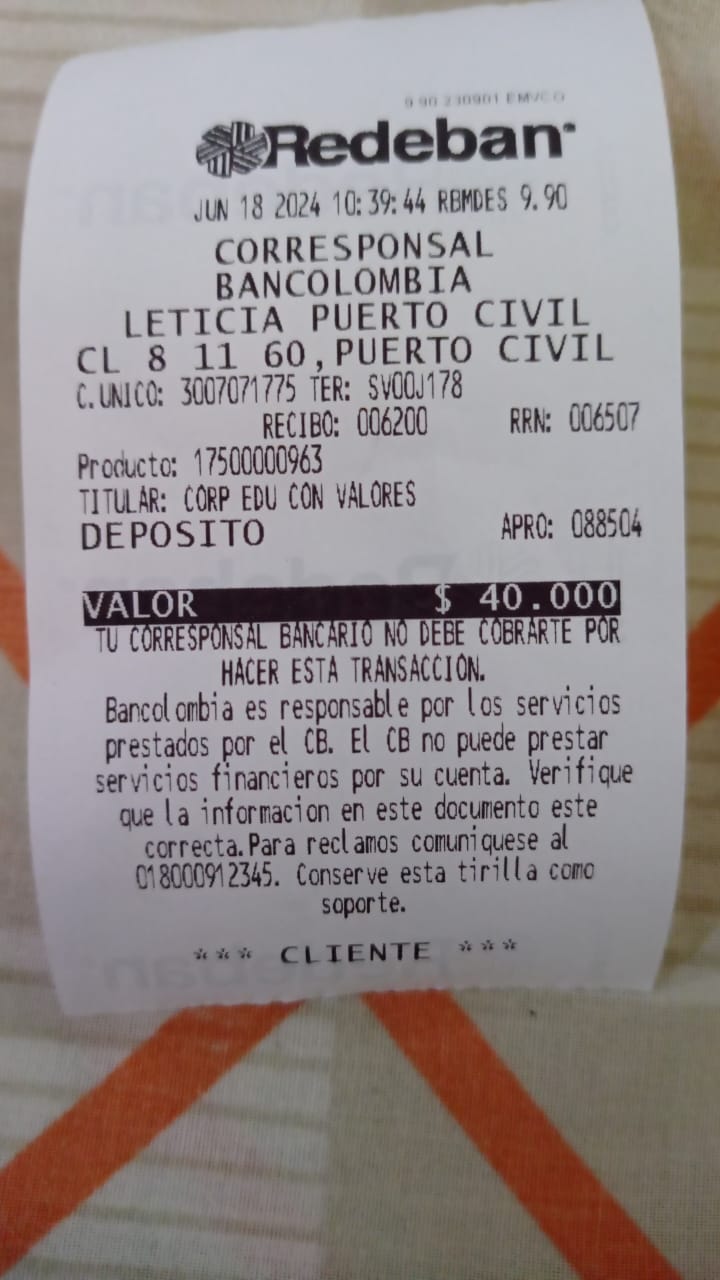 9.90 230901 EMVCO
Redeban
JUN 18 2024 10:39:44 RBMDES 9.90
CORRESPONSAL
BANCOLOMBIA
LETICIA PUERTO CIVIL
CL 8 11 60,PUERTO CIVIL
C.UNICO: 3007071775 TER: SV00J178
RECIBO: 006200 RRN: 006507
Producto: 17500000963
TITULAR: CORP EDU CON VALORES
DEPOSITO APRO: 088504
VALOR $ 40.000
TU CORRESPONSAL BANCARIO NO DEBE COBRARTE POR
HACER ESTA TRANSACCIÓN.
Bancolombia es responsable por los servicios
prestados por el CB. El CB no puede prestar
servicios financieros por su cuenta. Verifique
que la informacion en este documento este
correcta.Para reclamos comuniquese al
018000912345. Conserve esta tirilla como
soporte.
*** CLIENTE ***